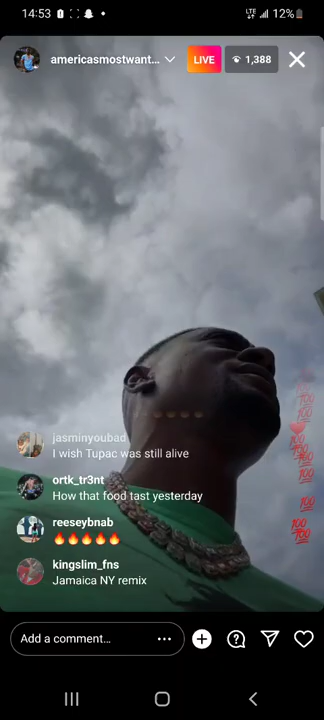 14:53
LTE 12%
americasmostwant...
LIVE
1,388
jasminyoubad
I wish Tupac was still alive
ortk_tr3nt
How that food tast yesterday
reeseybnab
🔥🔥🔥🔥🔥
kingslim_fns
Jamaica NY remix
💯
💯
💯
💯
💯
Add a comment...